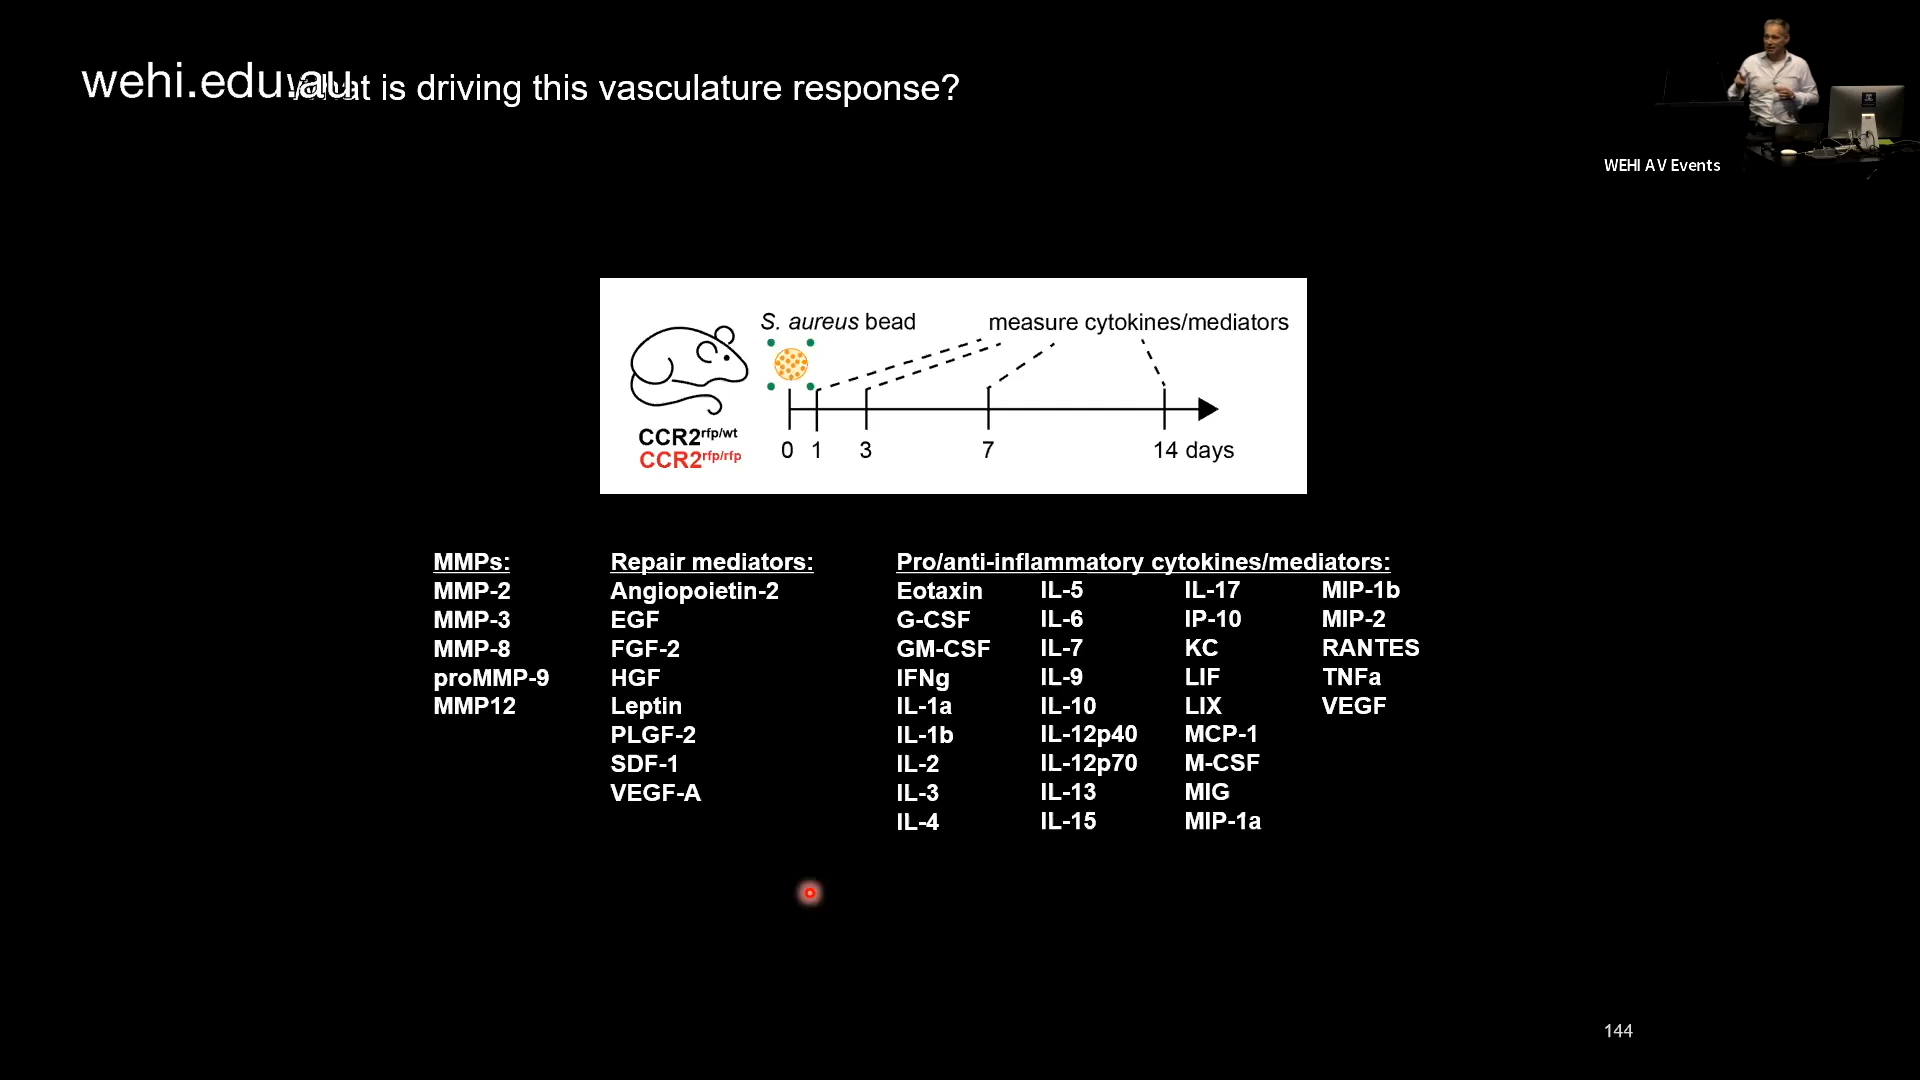 wehi.edu.au
What is driving this vasculature response?
WEHI AV Events
S. aureus bead
measure cytokines/mediators
CCR2rfp/wt
CCR2rfp/rfp
0 1 3 7 14 days
MMPs:
MMP-2
MMP-3
MMP-8
proMMP-9
MMP12
Repair mediators:
Angiopoietin-2
EGF
FGF-2
HGF
Leptin
PLGF-2
SDF-1
VEGF-A
Pro/anti-inflammatory cytokines/mediators:
Eotaxin
G-CSF
GM-CSF
IFNg
IL-1a
IL-1b
IL-2
IL-3
IL-4
IL-5
IL-6
IL-7
IL-9
IL-10
IL-12p40
IL-12p70
IL-13
IL-15
IL-17
IP-10
KC
LIF
LIX
MCP-1
M-CSF
MIG
MIP-1a
MIP-1b
MIP-2
RANTES
TNFa
VEGF
144